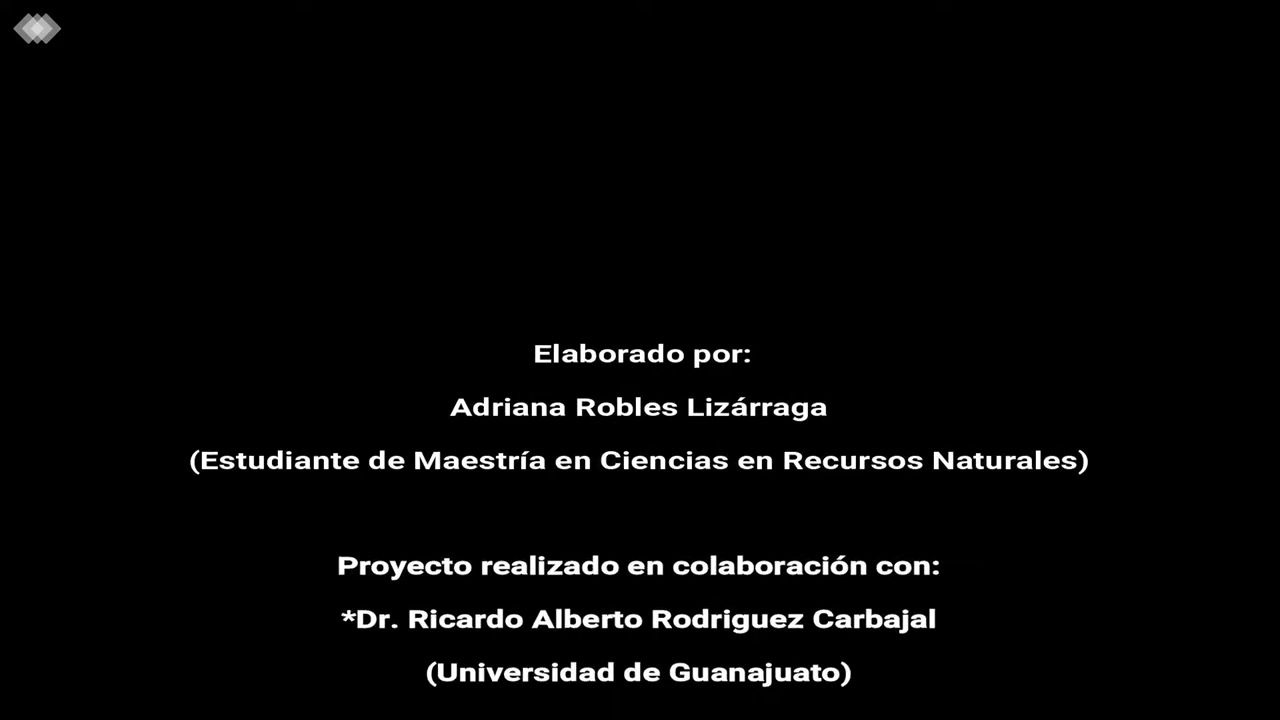 Elaborado por:
Adriana Robles Lizárraga
(Estudiante de Maestría en Ciencias en Recursos Naturales)
Proyecto realizado en colaboración con:
*Dr. Ricardo Alberto Rodriguez Carbajal
(Universidad de Guanajuato)